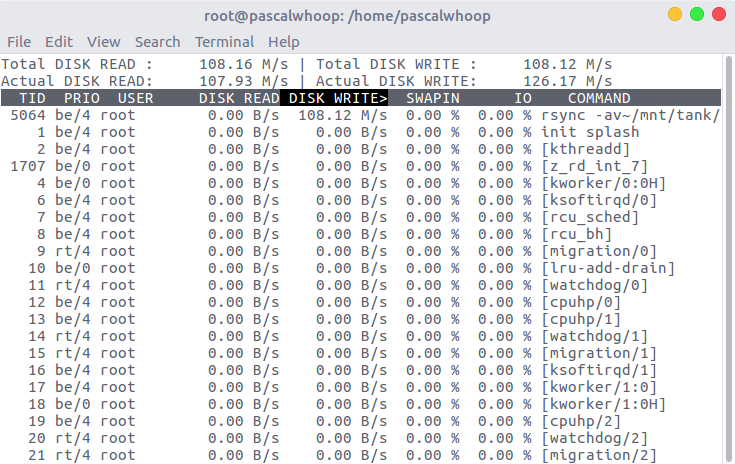 root@pascalwhoop: /home/pascalwhoop
File Edit View Search Terminal Help
Total DISK READ : 108.16 M/s | Total DISK WRITE : 108.12 M/s
Actual DISK READ: 107.93 M/s | Actual DISK WRITE: 126.17 M/s
TID PRIO USER DISK READ DISK WRITE> SWAPIN IO COMMAND
5064 be/4 root 0.00 B/s 108.12 M/s 0.00 % 0.00 % rsync -av~/mnt/tank/
1 be/4 root 0.00 B/s 0.00 B/s 0.00 % 0.00 % init splash
2 be/4 root 0.00 B/s 0.00 B/s 0.00 % 0.00 % [kthreadd]
1707 be/0 root 0.00 B/s 0.00 B/s 0.00 % 0.00 % [z_rd_int_7]
4 be/0 root 0.00 B/s 0.00 B/s 0.00 % 0.00 % [kworker/0:0H]
6 be/4 root 0.00 B/s 0.00 B/s 0.00 % 0.00 % [ksoftirqd/0]
7 be/4 root 0.00 B/s 0.00 B/s 0.00 % 0.00 % [rcu_sched]
8 be/4 root 0.00 B/s 0.00 B/s 0.00 % 0.00 % [rcu_bh]
9 rt/4 root 0.00 B/s 0.00 B/s 0.00 % 0.00 % [migration/0]
10 be/0 root 0.00 B/s 0.00 B/s 0.00 % 0.00 % [lru-add-drain]
11 rt/4 root 0.00 B/s 0.00 B/s 0.00 % 0.00 % [watchdog/0]
12 be/4 root 0.00 B/s 0.00 B/s 0.00 % 0.00 % [cpuhp/0]
13 be/4 root 0.00 B/s 0.00 B/s 0.00 % 0.00 % [cpuhp/1]
14 rt/4 root 0.00 B/s 0.00 B/s 0.00 % 0.00 % [watchdog/1]
15 rt/4 root 0.00 B/s 0.00 B/s 0.00 % 0.00 % [migration/1]
16 be/4 root 0.00 B/s 0.00 B/s 0.00 % 0.00 % [ksoftirqd/1]
17 be/4 root 0.00 B/s 0.00 B/s 0.00 % 0.00 % [kworker/1:0]
18 be/0 root 0.00 B/s 0.00 B/s 0.00 % 0.00 % [kworker/1:0H]
19 be/4 root 0.00 B/s 0.00 B/s 0.00 % 0.00 % [cpuhp/2]
20 rt/4 root 0.00 B/s 0.00 B/s 0.00 % 0.00 % [watchdog/2]
21 rt/4 root 0.00 B/s 0.00 B/s 0.00 % 0.00 % [migration/2]